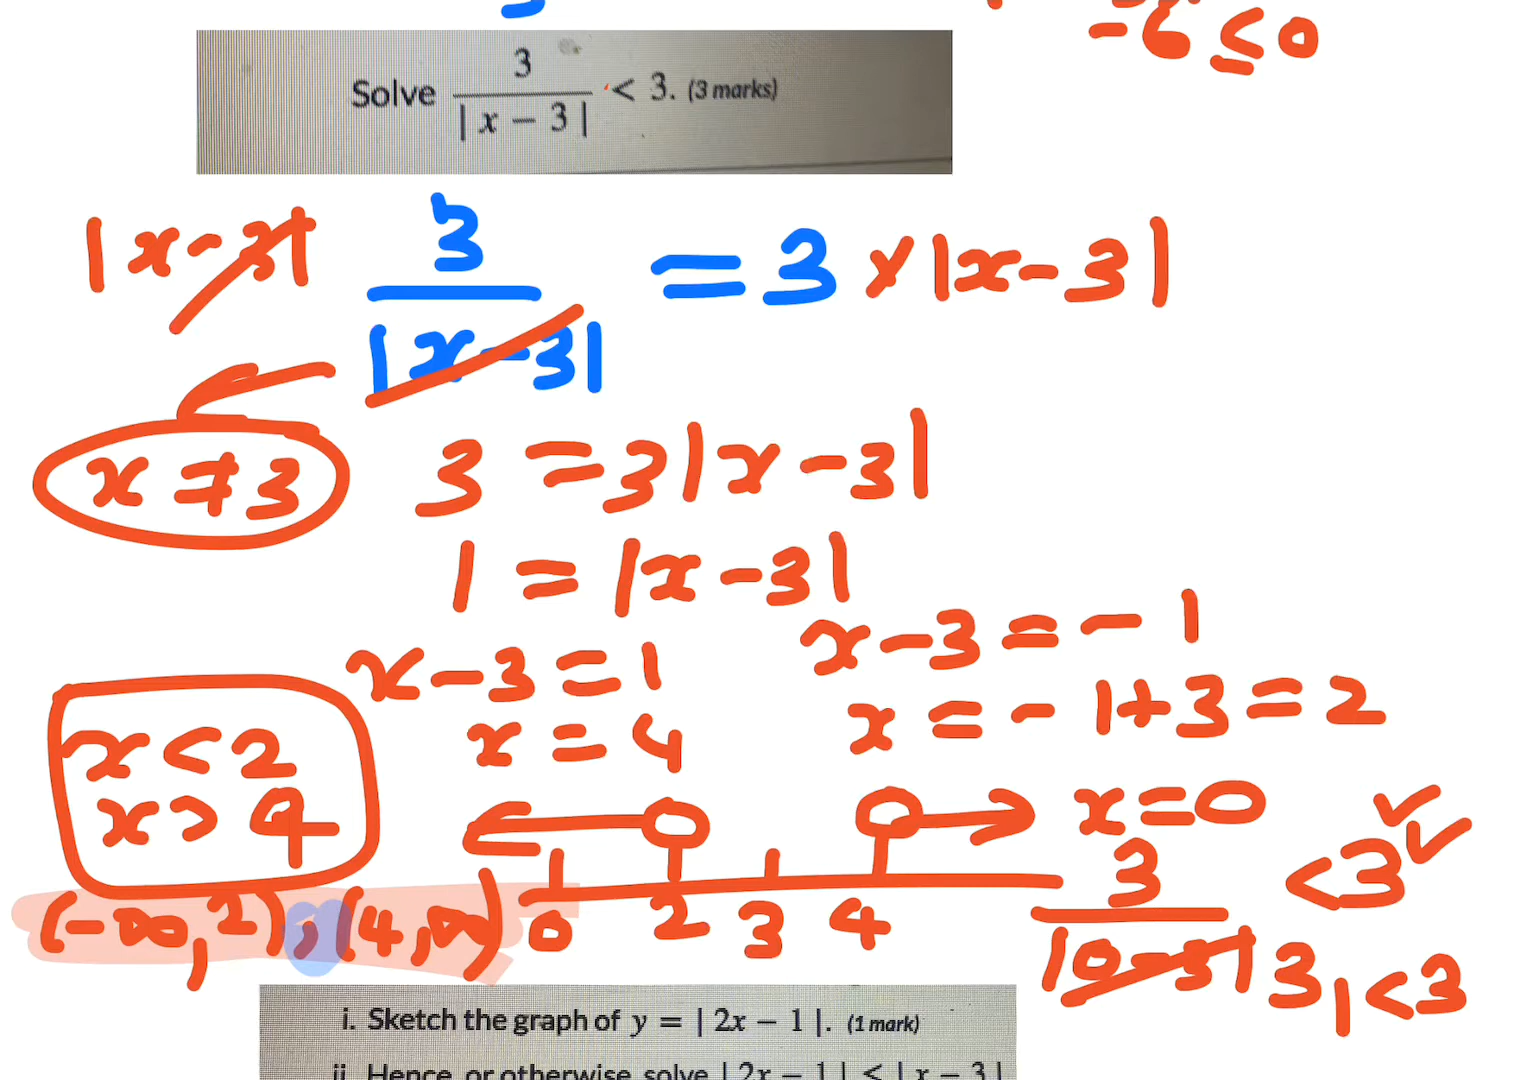 -6 ≤ 0
Solve 3 / | x − 3 | < 3. (3 marks)
|x-3| 3 / |x-3| = 3 × |x-3|
x ≠ 3
3 = 3|x-3|
1 = |x-3|
x-3 = 1
x = 4
x-3 = -1
x = -1+3 = 2
x < 2
x > 4
(-∞, 2), (4, ∞)
0 2 3 4
x = 0
3 / |0-3| < 3
3
1 < 3
i. Sketch the graph of y = | 2x − 1 |. (1 mark)
ii. Hence, or otherwise, solve | 2x − 1 | ≤ | x − 3 |